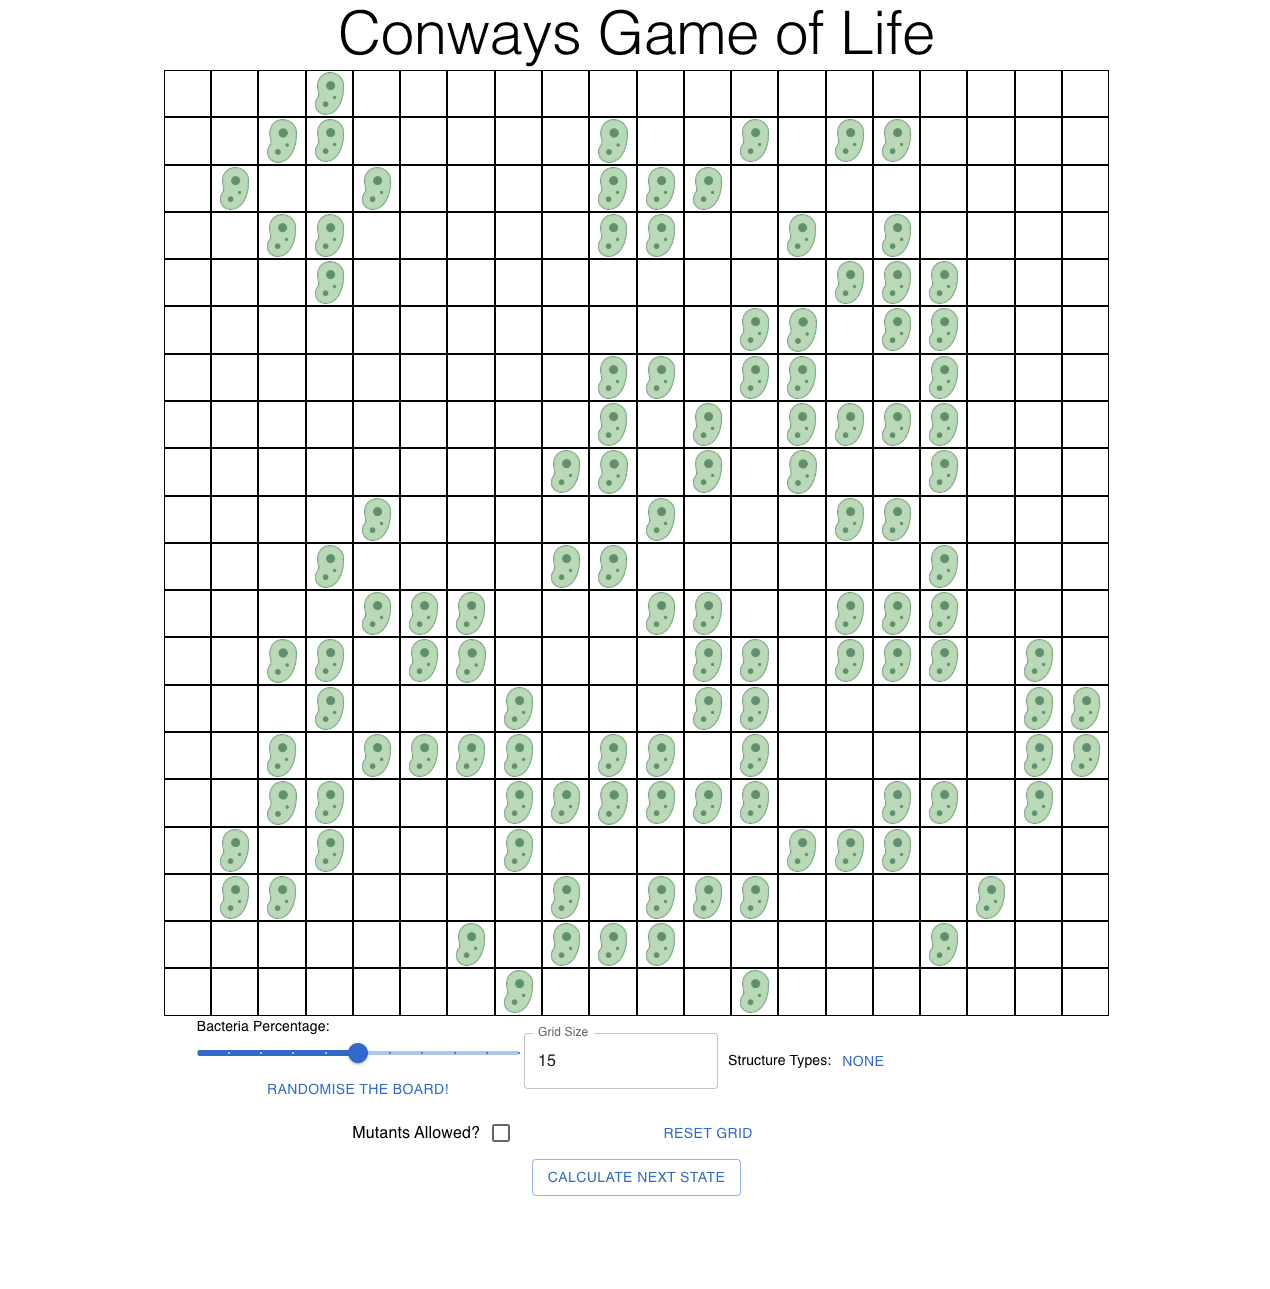 Conways Game of Life
Bacteria Percentage:
Grid Size
15
Structure Types: NONE
RANDOMISE THE BOARD!
Mutants Allowed?
RESET GRID
CALCULATE NEXT STATE